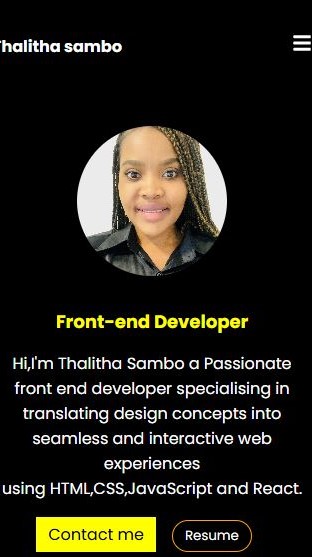 Thalitha sambo
Front-end Developer
Hi,I'm Thalitha Sambo a Passionate
front end developer specialising in
translating design concepts into
seamless and interactive web
experiences
using HTML,CSS,JavaScript and React.
Contact me
Resume